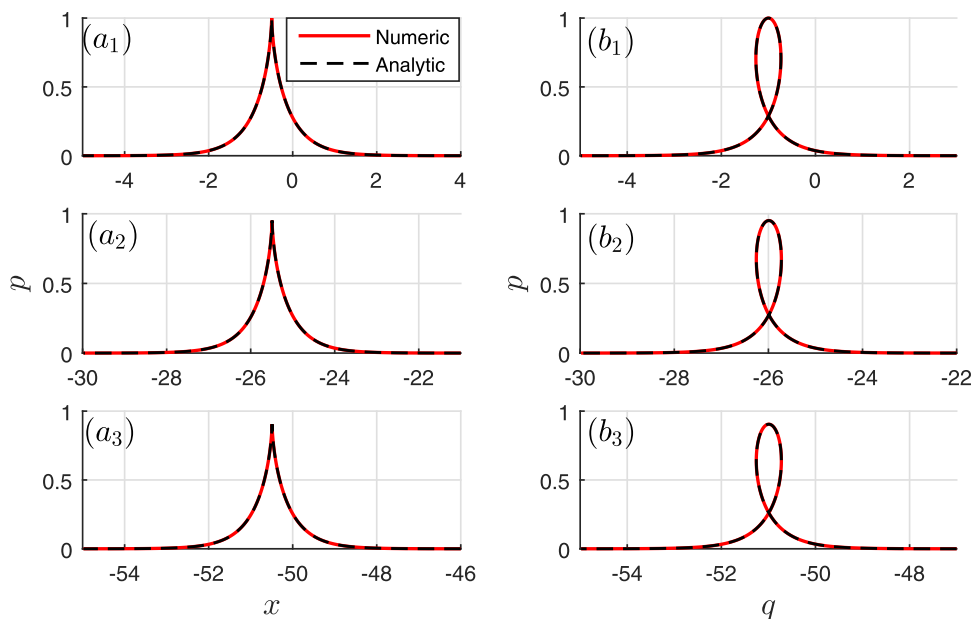 (a₁)
Numeric
Analytic
1
0.5
0
-4 -2 0 2 4
(b₁)
1
0.5
0
-4 -2 0 2
(a₂)
p
1
0.5
0
-30 -28 -26 -24 -22
(b₂)
p
1
0.5
0
-30 -28 -26 -24 -22
(a₃)
1
0.5
0
-54 -52 -50 -48 -46
x
(b₃)
1
0.5
0
-54 -52 -50 -48
q